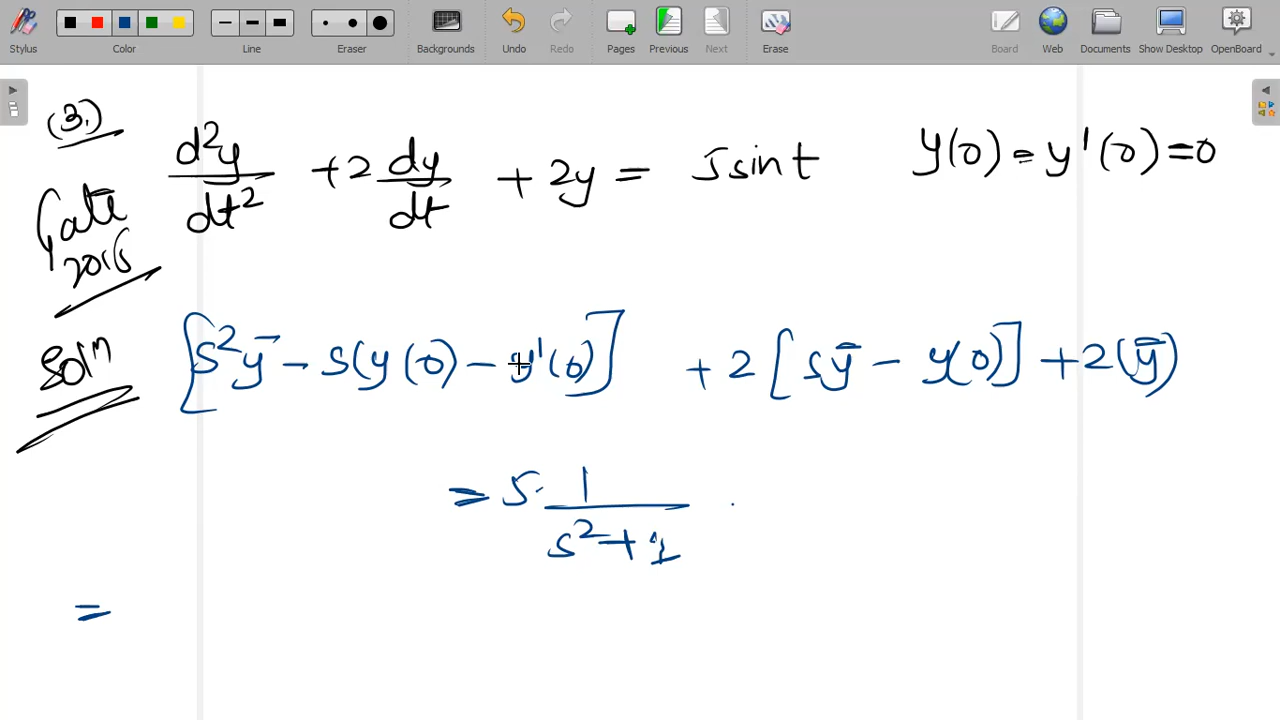 Stylus Color Line Eraser Backgrounds Undo Redo Pages Previous Next Erase Board Web Documents Show Desktop OpenBoard
(3.)
d²y/dt² + 2 dy/dt + 2y = 5 sin t y(0) = y'(0) = 0
Gate
2016
Soln
[s²ȳ - s(y(0) - y'(0)] + 2[sȳ - y(0)] + 2(ȳ)
= 5. 1/(s²+1)
=